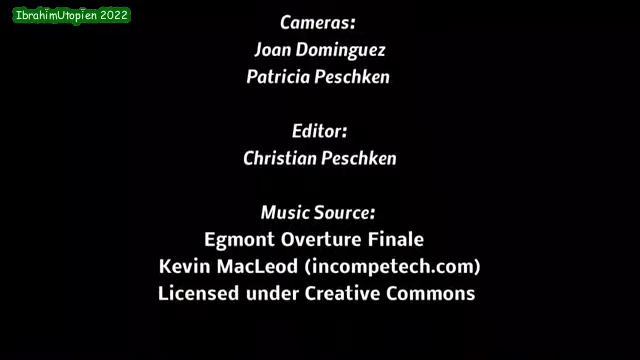 IbrahimUtopien 2022
Cameras:
Joan Dominguez
Patricia Peschken
Editor:
Christian Peschken
Music Source:
Egmont Overture Finale
Kevin MacLeod (incompetech.com)
Licensed under Creative Commons